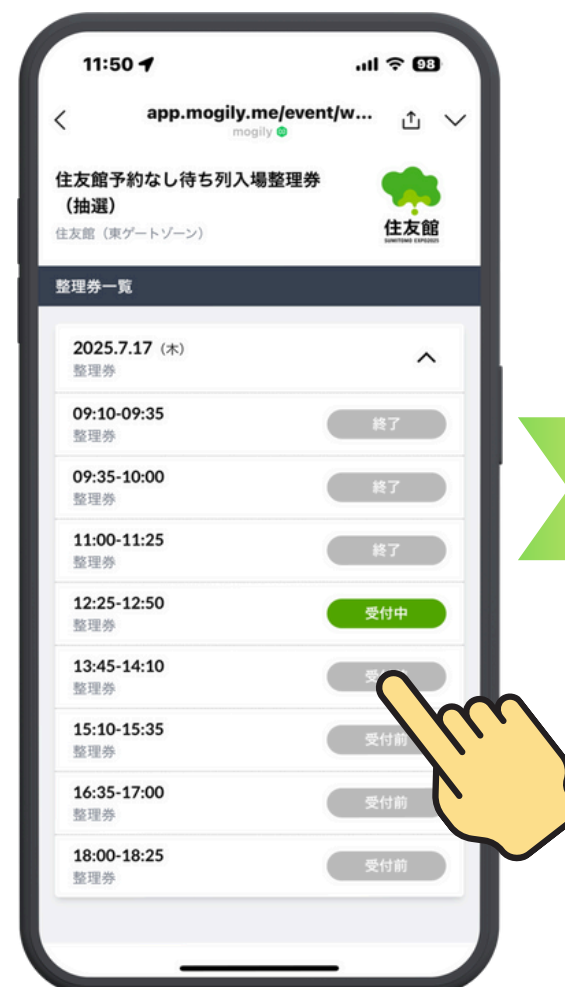 11:50
98
app.mogily.me/event/w...
mogily
住友館予約なし待ち列入場整理券
(抽選)
住友館(東ゲートゾーン)
住友館
SUMITOMO EXPO2025
整理券一覧
2025.7.17(木)
整理券
09:10-09:35
終了
整理券
09:35-10:00
終了
整理券
11:00-11:25
終了
整理券
12:25-12:50
受付中
整理券
13:45-14:10
受
整理券
15:10-15:35
受付前
整理券
16:35-17:00
受付前
整理券
18:00-18:25
受付前
整理券